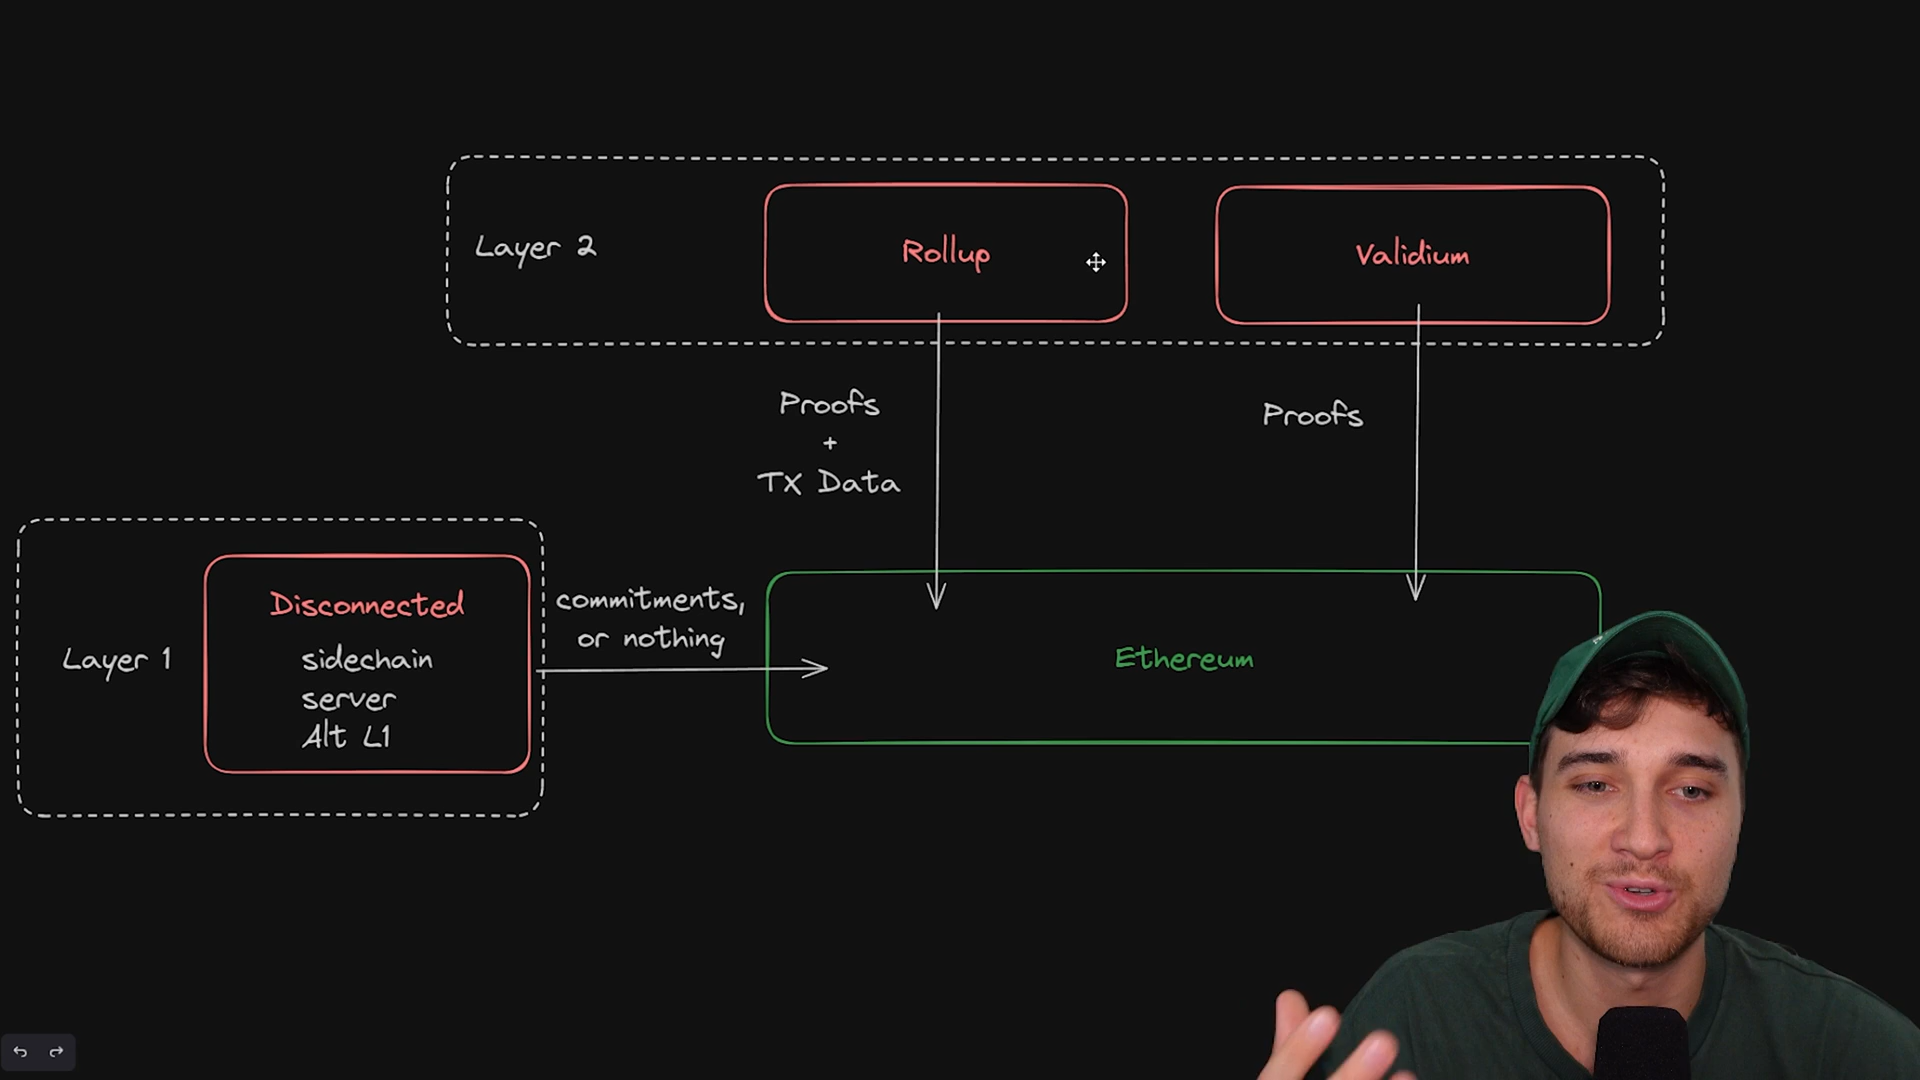 Layer 2
Rollup
Validium
Proofs
+
TX Data
Proofs
Layer 1
Disconnected
sidechain
server
Alt L1
commitments,
or nothing
Ethereum